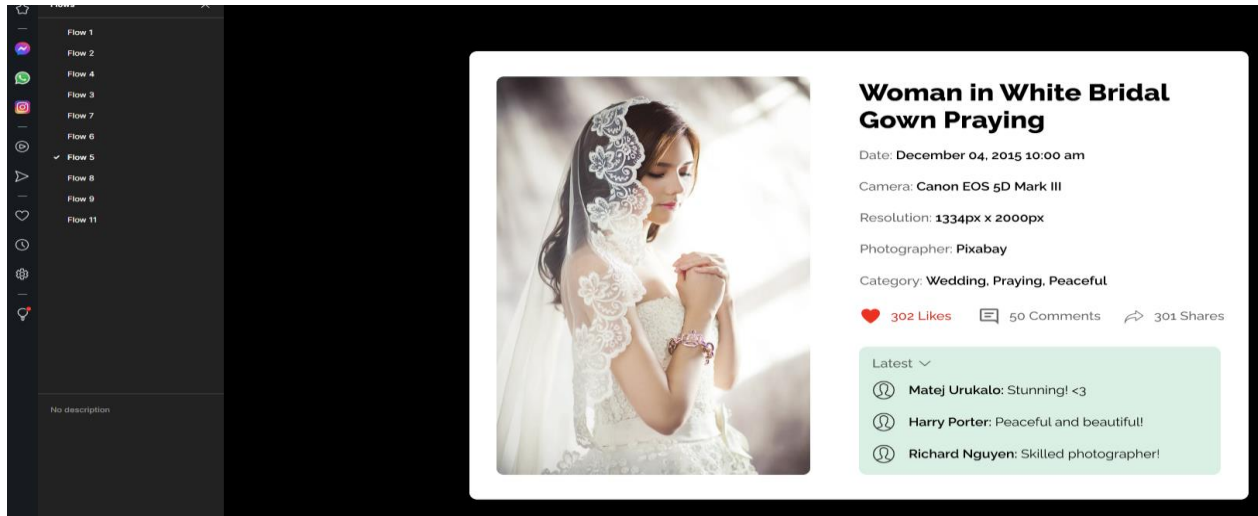 Flows
Flow 1
Flow 2
Flow 4
Flow 3
Flow 7
Flow 6
Flow 5
Flow 8
Flow 9
Flow 11
No description
Woman in White Bridal
Gown Praying
Date: December 04, 2015 10:00 am
Camera: Canon EOS 5D Mark III
Resolution: 1334px x 2000px
Photographer: Pixabay
Category: Wedding, Praying, Peaceful
302 Likes 50 Comments 301 Shares
Latest
Matej Urukalo: Stunning! <3
Harry Porter: Peaceful and beautiful!
Richard Nguyen: Skilled photographer!